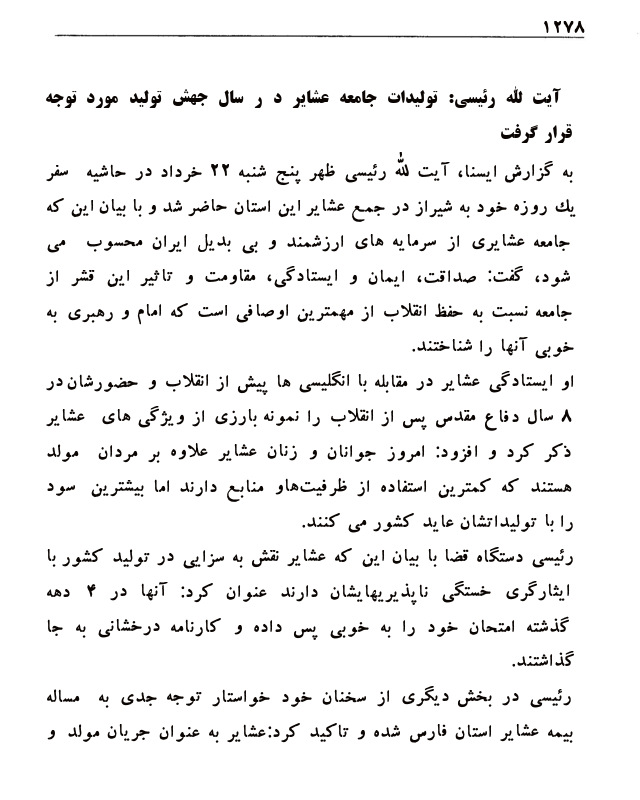 ۱۲۷۸
آیت لله رئیسی: تولیدات جامعه عشایر د ر سال جهش تولید مورد توجه
قرار گرفت
به گزارش ایسنا، آیت لله رئیسی ظهر پنج شنبه ۲۲ خرداد در حاشیه سفر
یك روزه خود به شیراز در جمع عشایر این استان حاضر شد و با بیان این که
جامعه عشایری از سرمایه های ارزشمند و بی بدیل ایران محسوب می
شود، گفت: صداقت، ایمان و ایستادگی، مقاومت و تاثیر این قشر از
جامعه نسبت به حفظ انقلاب از مهمترین اوصافی است که امام و رهبری به
خوبی آنها را شناختند.
او ایستادگی عشایر در مقابله با انگلیسی ها پیش از انقلاب و حضورشان در
۸ سال دفاع مقدس پس از انقلاب را نمونه بارزی از ویژگی های عشایر
ذکر کرد و افزود: امروز جوانان و زنان عشایر علاوه بر مردان مولد
هستند که کمترین استفاده از ظرفیت‌هاو منابع دارند اما بیشترین سود
را با تولیداتشان عاید کشور می کنند.
رئیسی دستگاه قضا با بیان این که عشایر نقش به سزایی در تولید کشور با
ایثارگری خستگی ناپذیریهایشان دارند عنوان کرد: آنها در ۴ دهه
گذشته امتحان خود را به خوبی پس داده و کارنامه درخشانی به جا
گذاشتند.
رئیسی در بخش دیگری از سخنان خود خواستار توجه جدی به مساله
بیمه عشایر استان فارس شده و تاکید کرد:عشایر به عنوان جریان مولد و